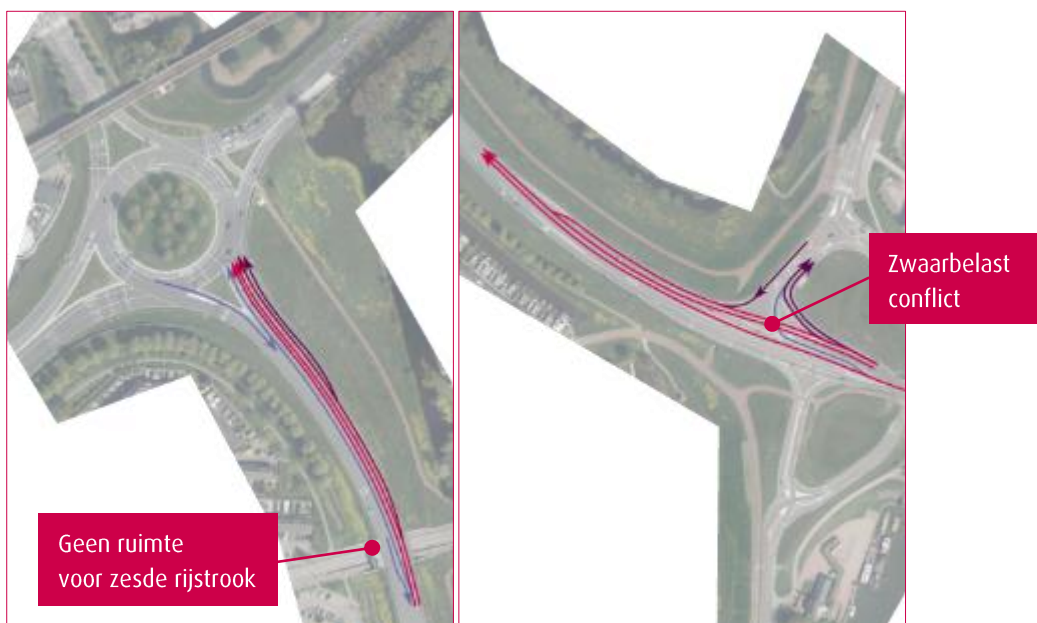 Zwaarbelast
conflict
Geen ruimte
voor zesde rijstrook